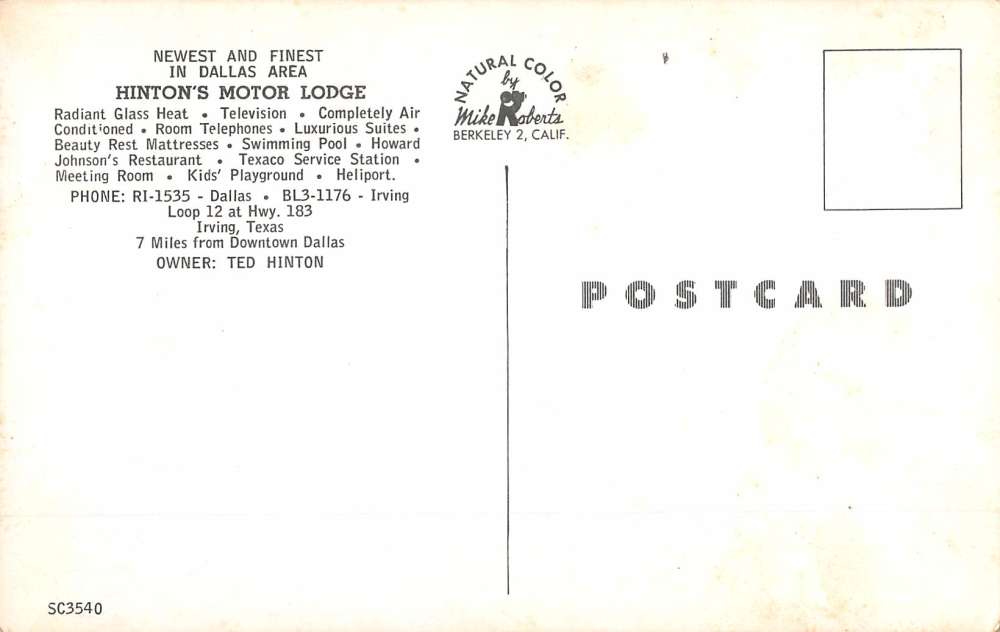 NEWEST AND FINEST
IN DALLAS AREA
HINTON'S MOTOR LODGE
Radiant Glass Heat • Television • Completely Air
Conditioned • Room Telephones • Luxurious Suites •
Beauty Rest Mattresses • Swimming Pool • Howard
Johnson's Restaurant • Texaco Service Station •
Meeting Room • Kids' Playground • Heliport.
PHONE: RI-1535 - Dallas • BL3-1176 - Irving
Loop 12 at Hwy. 183
Irving, Texas
7 Miles from Downtown Dallas
OWNER: TED HINTON
NATURAL COLOR
by
Mike Roberts
BERKELEY 2, CALIF.
POSTCARD
SC3540